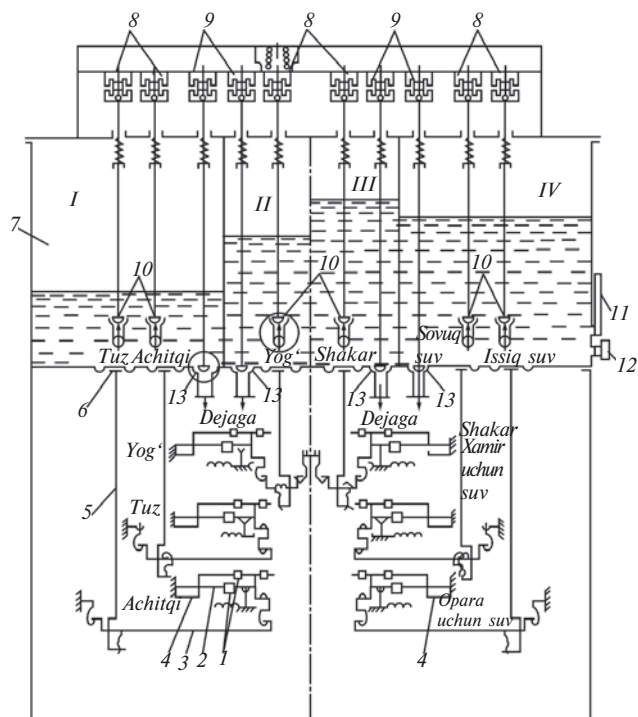 8 9 8 9 8
I II III IV
7
10 10 10
11
Tuz Achitqi Yog‘ Shakar Sovuq suv Issiq suv
12
6 13 13 13 13
Dejaga Dejaga
Yog‘ Shakar
Xamir
uchun
suv
5 Tuz
Achitqi Opara
uchun suv
4 3 2 1 4